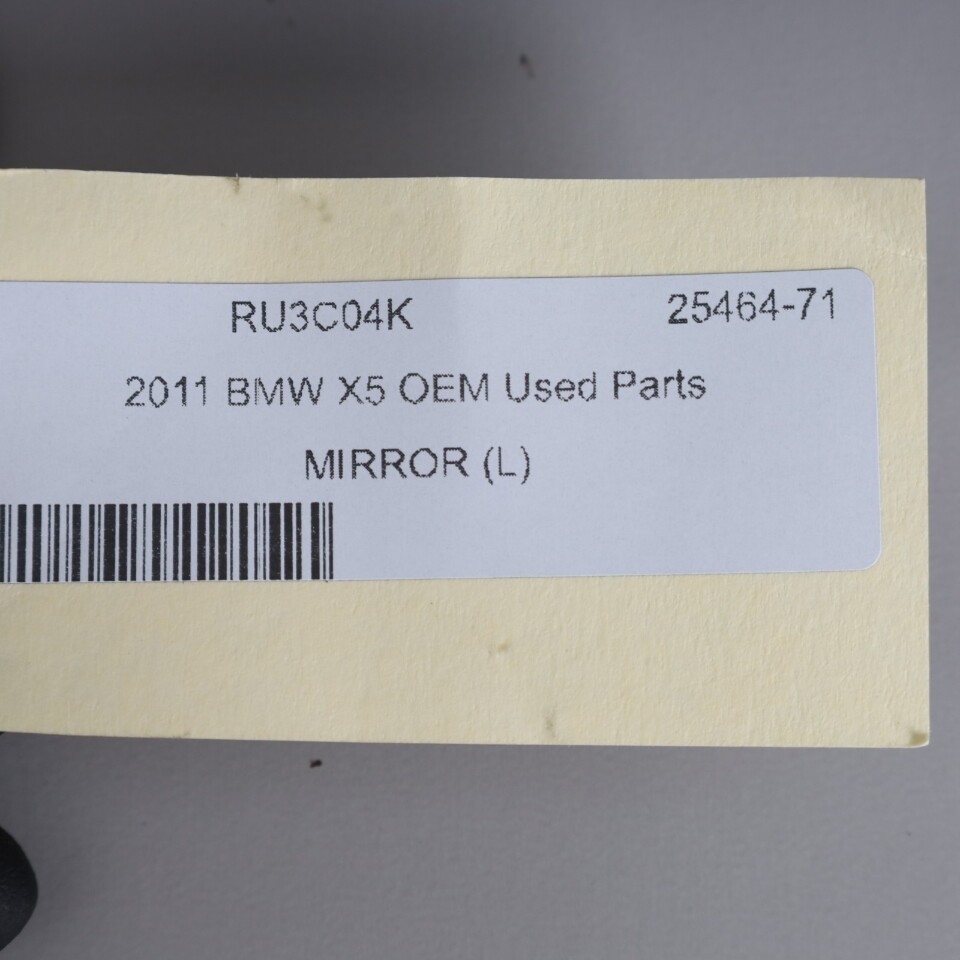 RU3C04K 25464-71
2011 BMW X5 OEM Used Parts
MIRROR (L)